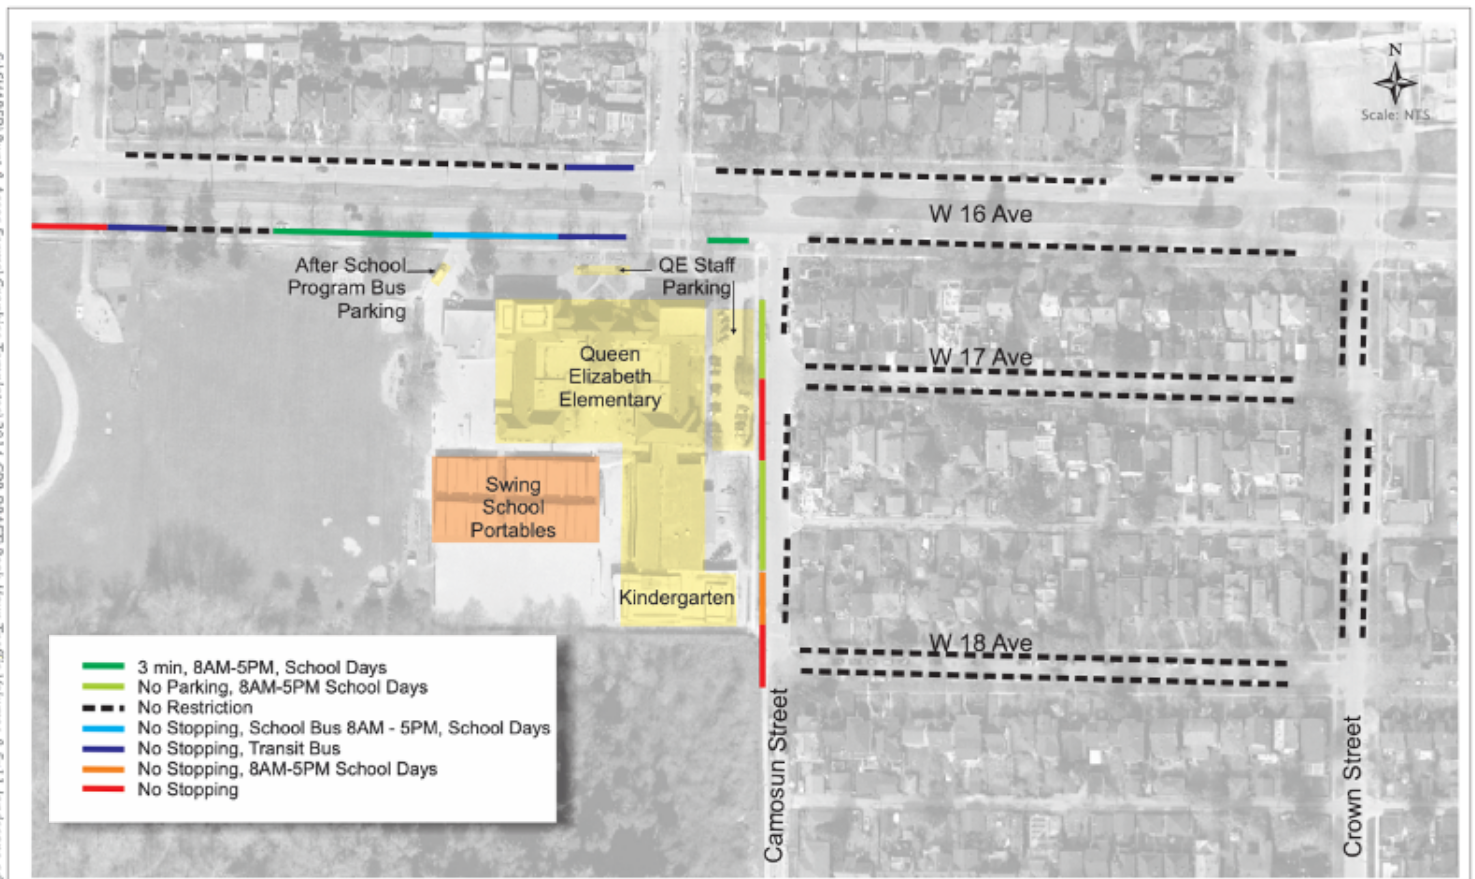 N
Scale: NTS
W 16 Ave
After School
Program Bus
Parking
QE Staff
Parking
Queen
Elizabeth
Elementary
W 17 Ave
Swing
School
Portables
Kindergarten
W 18 Ave
3 min, 8AM-5PM, School Days
No Parking, 8AM-5PM School Days
No Restriction
No Stopping, School Bus 8AM - 5PM, School Days
No Stopping, Transit Bus
No Stopping, 8AM-5PM School Days
No Stopping
Camosun Street
Crown Street